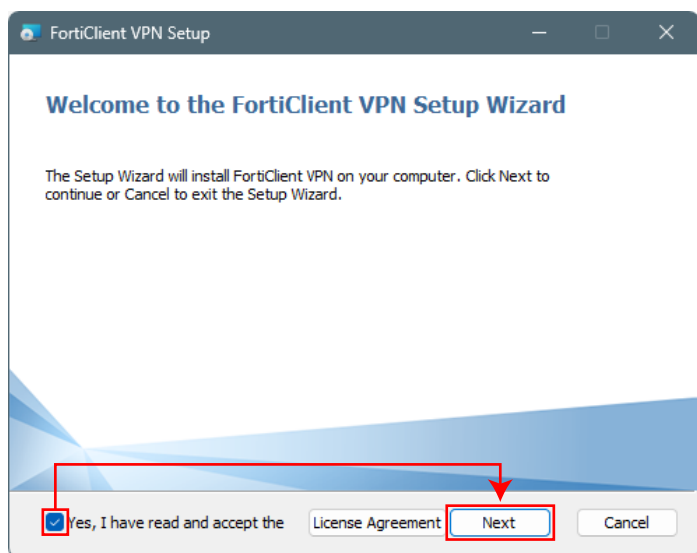 FortiClient VPN Setup
Welcome to the FortiClient VPN Setup Wizard
The Setup Wizard will install FortiClient VPN on your computer. Click Next to
continue or Cancel to exit the Setup Wizard.
Yes, I have read and accept the License Agreement Next Cancel